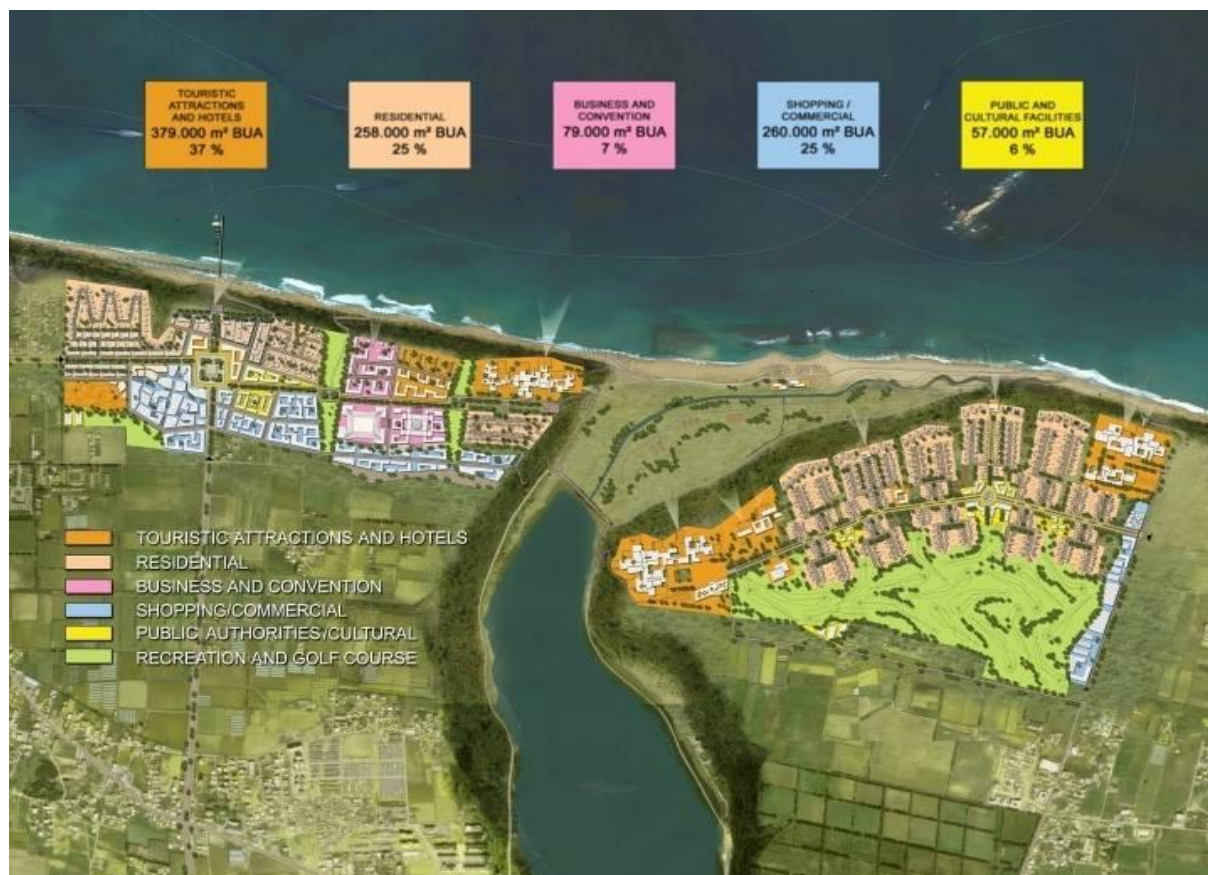 TOURISTIC
ATTRACTIONS
AND HOTELS
379.000 m² BUA
37 %
RESIDENTIAL
258.000 m² BUA
25 %
BUSINESS AND
CONVENTION
79.000 m² BUA
7 %
SHOPPING /
COMMERCIAL
260.000 m² BUA
25 %
PUBLIC AND
CULTURAL FACILITIES
57.000 m² BUA
6 %
TOURISTIC ATTRACTIONS AND HOTELS
RESIDENTIAL
BUSINESS AND CONVENTION
SHOPPING/COMMERCIAL
PUBLIC AUTHORITIES/CULTURAL
RECREATION AND GOLF COURSE